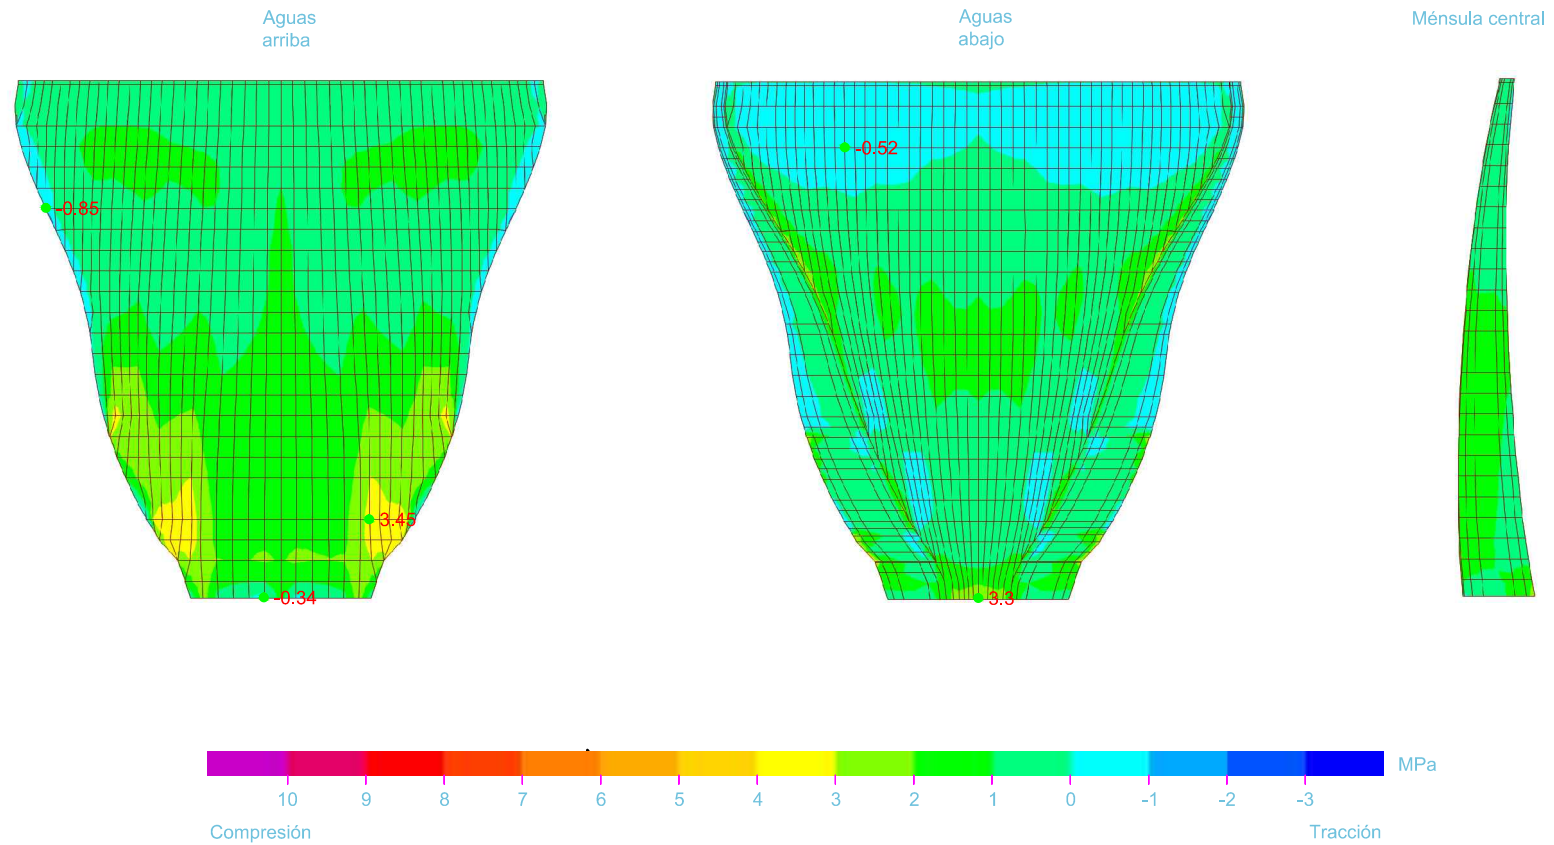 Aguas
arriba
Aguas
abajo
Ménsula central
-0.52
-0.85
3.45
-0.34
3.3
MPa
10 9 8 7 6 5 4 3 2 1 0 -1 -2 -3
Compresión
Tracción